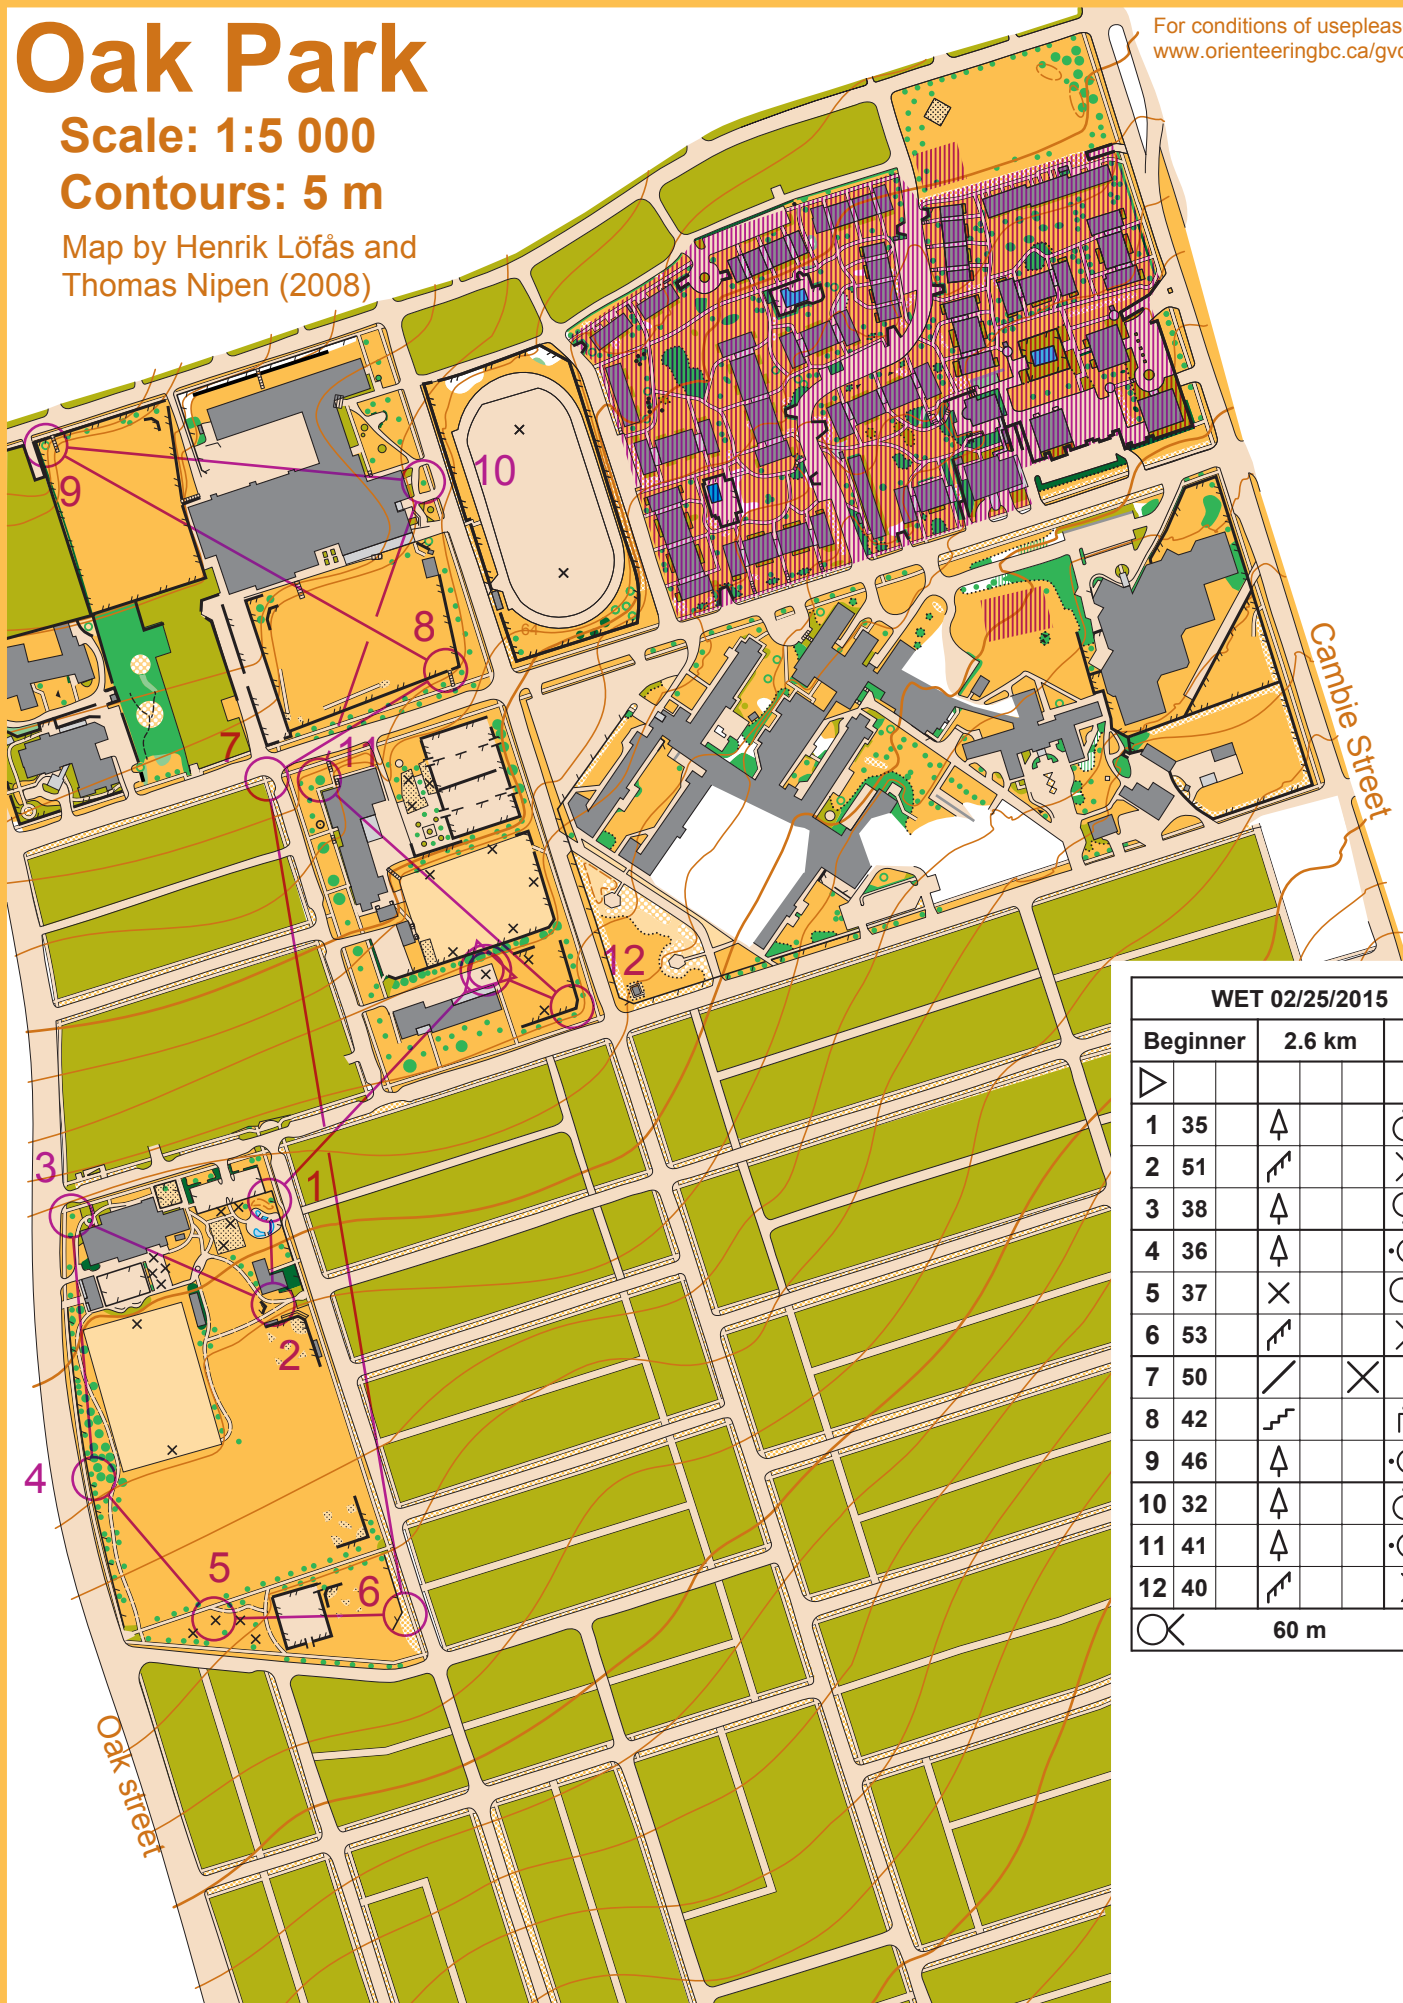 Oak Park
Scale: 1:5 000
Contours: 5 m
Map by Henrik Löfås and
Thomas Nipen (2008)
For conditions of usepleas
www.orienteeringbc.ca/gvo
9
10
8
64
7
11
12
Cambie Street
3
1
2
4
5
6
Oak street
WET 02/25/2015
Beginner 2.6 km
1 35
2 51
3 38
4 36
5 37
6 53
7 50
8 42
9 46
10 32
11 41
12 40
60 m